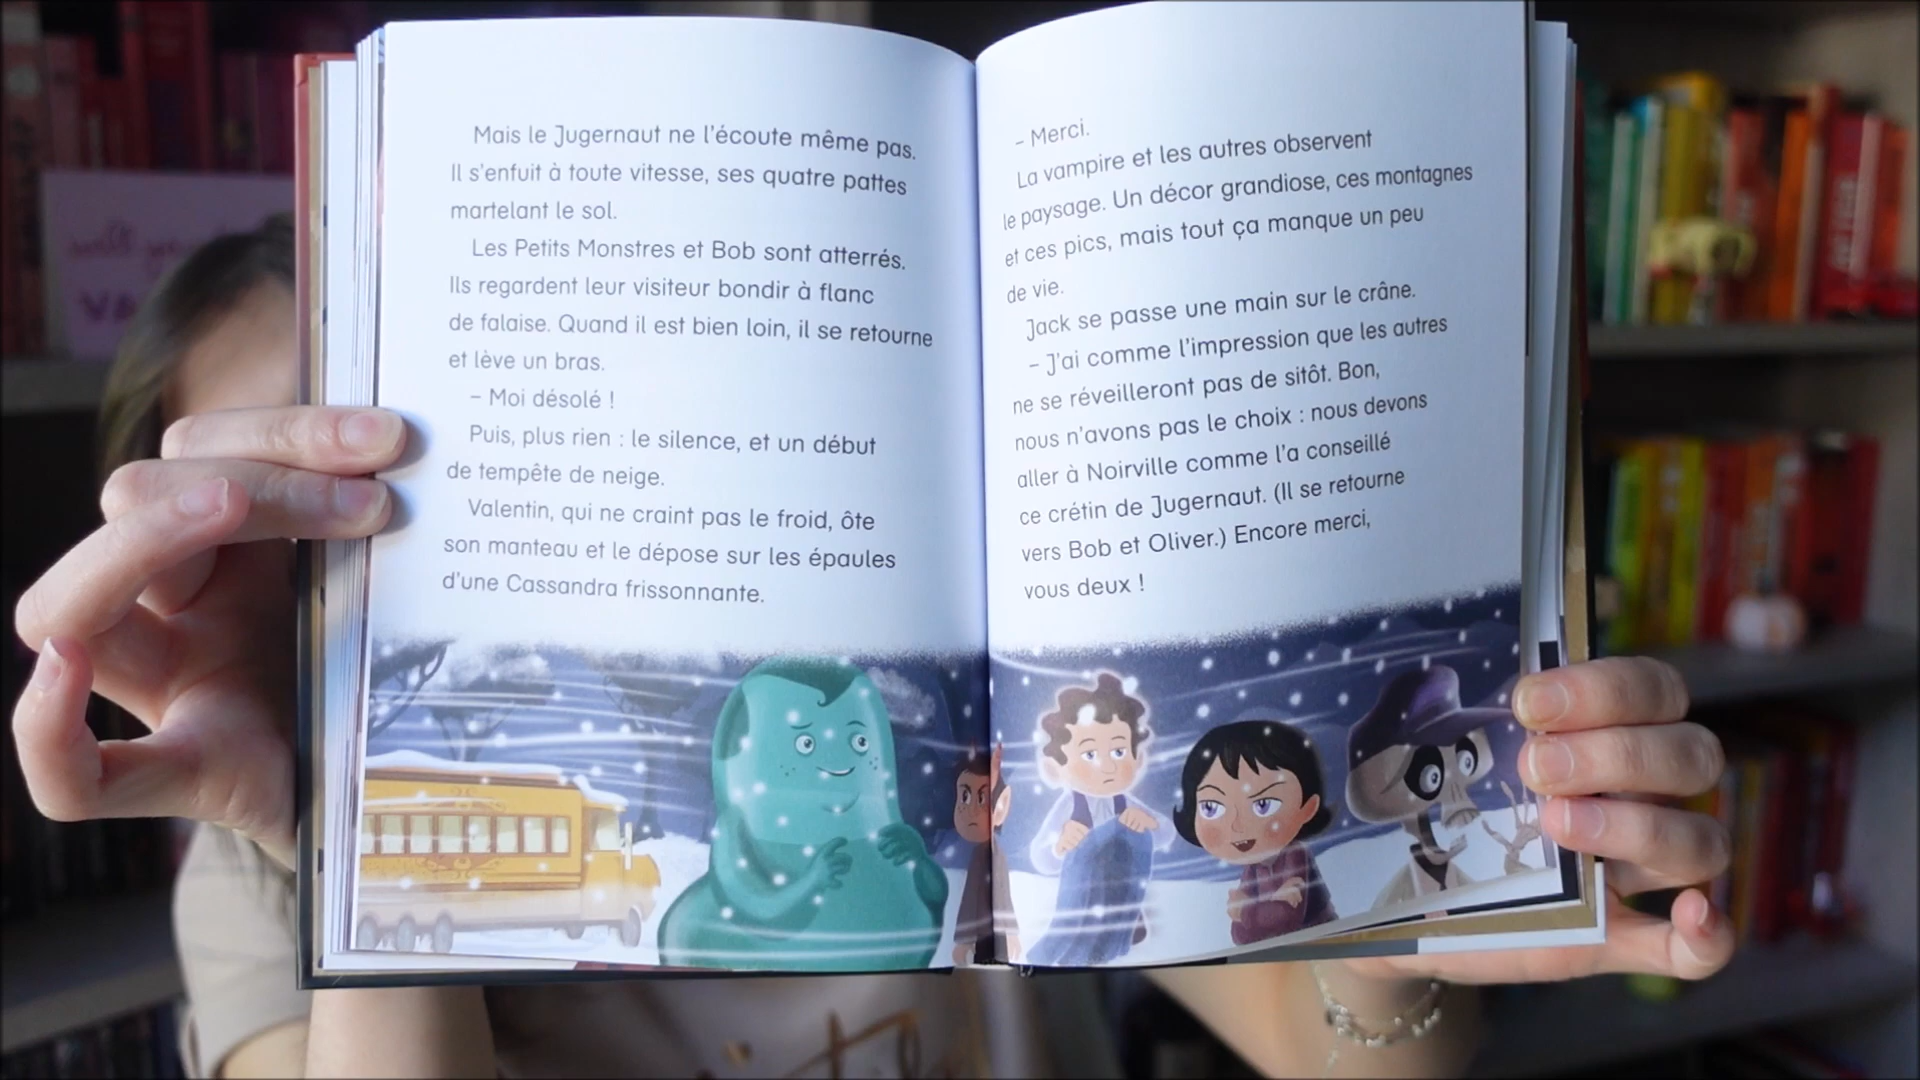 Mais le Jugernaut ne l'écoute même pas.
Il s'enfuit à toute vitesse, ses quatre pattes
martelant le sol.
Les Petits Monstres et Bob sont atterrés.
Ils regardent leur visiteur bondir à flanc
de falaise. Quand il est bien loin, il se retourne
et lève un bras.
– Moi désolé !
Puis, plus rien : le silence, et un début
de tempête de neige.
Valentin, qui ne craint pas le froid, ôte
son manteau et le dépose sur les épaules
d'une Cassandra frissonnante.
– Merci.
La vampire et les autres observent
le paysage. Un décor grandiose, ces montagnes
et ces pics, mais tout ça manque un peu
de vie.
Jack se passe une main sur le crâne.
– J'ai comme l'impression que les autres
ne se réveilleront pas de sitôt. Bon,
nous n'avons pas le choix : nous devons
aller à Noirville comme l'a conseillé
ce crétin de Jugernaut. (Il se retourne
vers Bob et Oliver.) Encore merci,
vous deux !